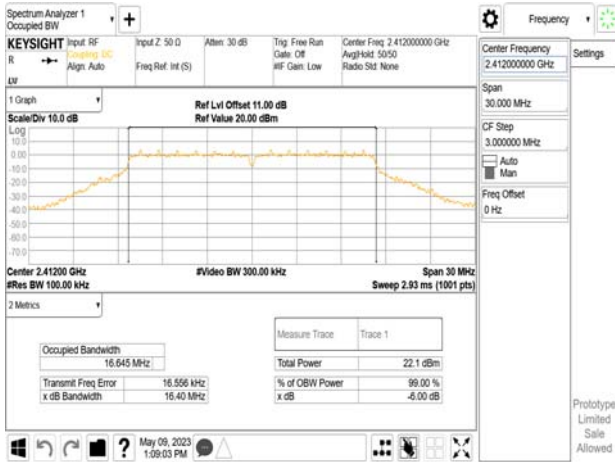 Spectrum Analyzer 1
Occupied BW
Frequency
KEYSIGHT
Input: RF
Coupling: DC
Align: Auto
Input Z: 50 Ω
Freq Ref: Int (S)
Atten: 30 dB
Trig: Free Run
Gate: Off
#IF Gain: Low
Center Freq: 2.412000000 GHz
Avg|Hold: 50/50
Radio Std: None
R
LXI
Center Frequency
2.412000000 GHz
Settings
Span
30.000 MHz
CF Step
3.000000 MHz
Auto
Man
Freq Offset
0 Hz
1 Graph
Scale/Div 10.0 dB
Ref Lvl Offset 11.00 dB
Ref Value 20.00 dBm
Log
10.0
0.00
-10.0
-20.0
-30.0
-40.0
-50.0
-60.0
-70.0
Center 2.41200 GHz
#Res BW 100.00 kHz
#Video BW 300.00 kHz
Span 30 MHz
Sweep 2.93 ms (1001 pts)
2 Metrics
Measure Trace Trace 1
Occupied Bandwidth
16.645 MHz
Total Power 22.1 dBm
Transmit Freq Error 16.556 kHz
% of OBW Power 99.00 %
x dB Bandwidth 16.40 MHz
x dB -6.00 dB
Prototype
Limited
Sale
Allowed
?
May 09, 2023
1:09:03 PM